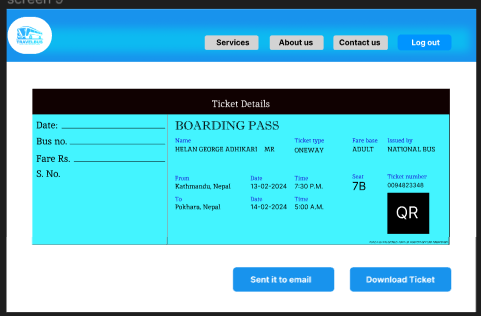 screen 9
TRAVELBUS
Services
About us
Contact us
Log out
Ticket Details
Date:
Bus no.
Fare Rs.
S. No.
BOARDING PASS
Name
Ticket type
Fare base
Issued by
HELAN GEORGE ADHIKARI MR
ONEWAY
ADULT
NATIONAL BUS
From
Date
Time
Seat
Ticket number
Kathmandu, Nepal
13-02-2024
7:30 P.M.
7B
0094823348
To
Date
Time
Pokhara, Nepal
14-02-2024
5:00 A.M.
QR
Sent it to email
Download Ticket